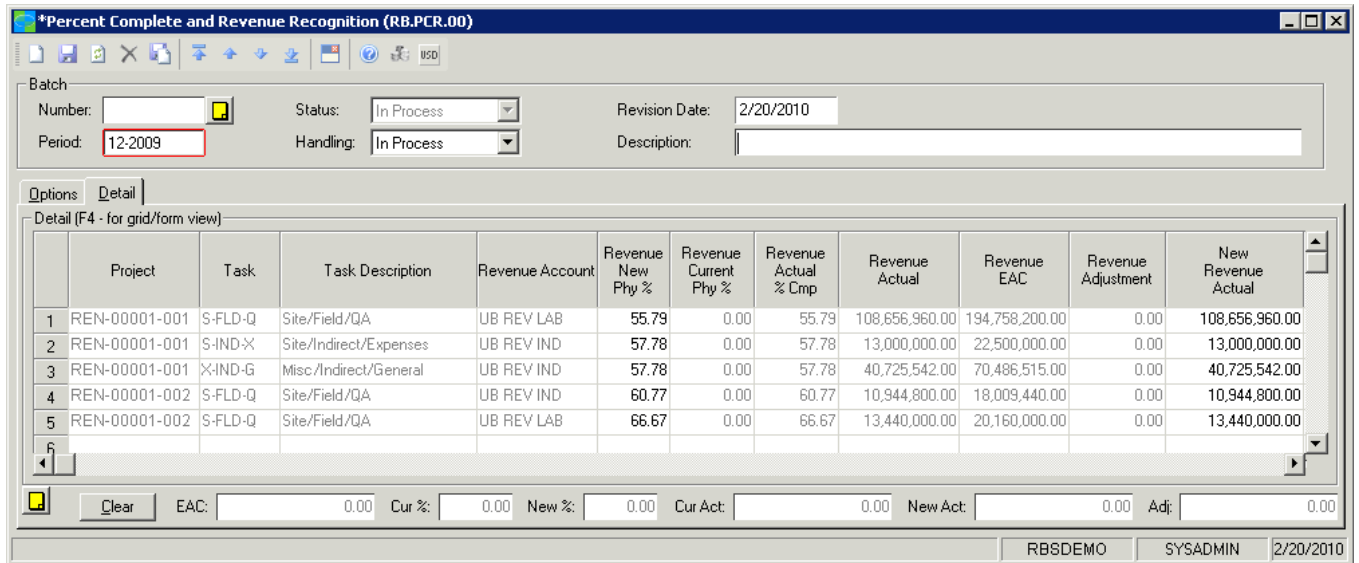 *Percent Complete and Revenue Recognition (RB.PCR.00)
USD
Batch
Number: Status: In Process Revision Date: 2/20/2010
Period: 12-2009 Handling: In Process Description:
Options Detail
Detail (F4 - for grid/form view)
Project Task Task Description Revenue Account Revenue New Phy % Revenue Current Phy % Revenue Actual % Cmp Revenue Actual Revenue EAC Revenue Adjustment New Revenue Actual
1 REN-00001-001 S-FLD-Q Site/Field/QA UB REV LAB 55.79 0.00 55.79 108,656,960.00 194,758,200.00 0.00 108,656,960.00
2 REN-00001-001 S-IND-X Site/Indirect/Expenses UB REV IND 57.78 0.00 57.78 13,000,000.00 22,500,000.00 0.00 13,000,000.00
3 REN-00001-001 X-IND-G Misc/Indirect/General UB REV IND 57.78 0.00 57.78 40,725,542.00 70,486,515.00 0.00 40,725,542.00
4 REN-00001-002 S-FLD-Q Site/Field/QA UB REV IND 60.77 0.00 60.77 10,944,800.00 18,009,440.00 0.00 10,944,800.00
5 REN-00001-002 S-FLD-Q Site/Field/QA UB REV LAB 66.67 0.00 66.67 13,440,000.00 20,160,000.00 0.00 13,440,000.00
6
Clear EAC: 0.00 Cur %: 0.00 New %: 0.00 Cur Act: 0.00 New Act: 0.00 Adj: 0.00
RBSDEMO SYSADMIN 2/20/2010